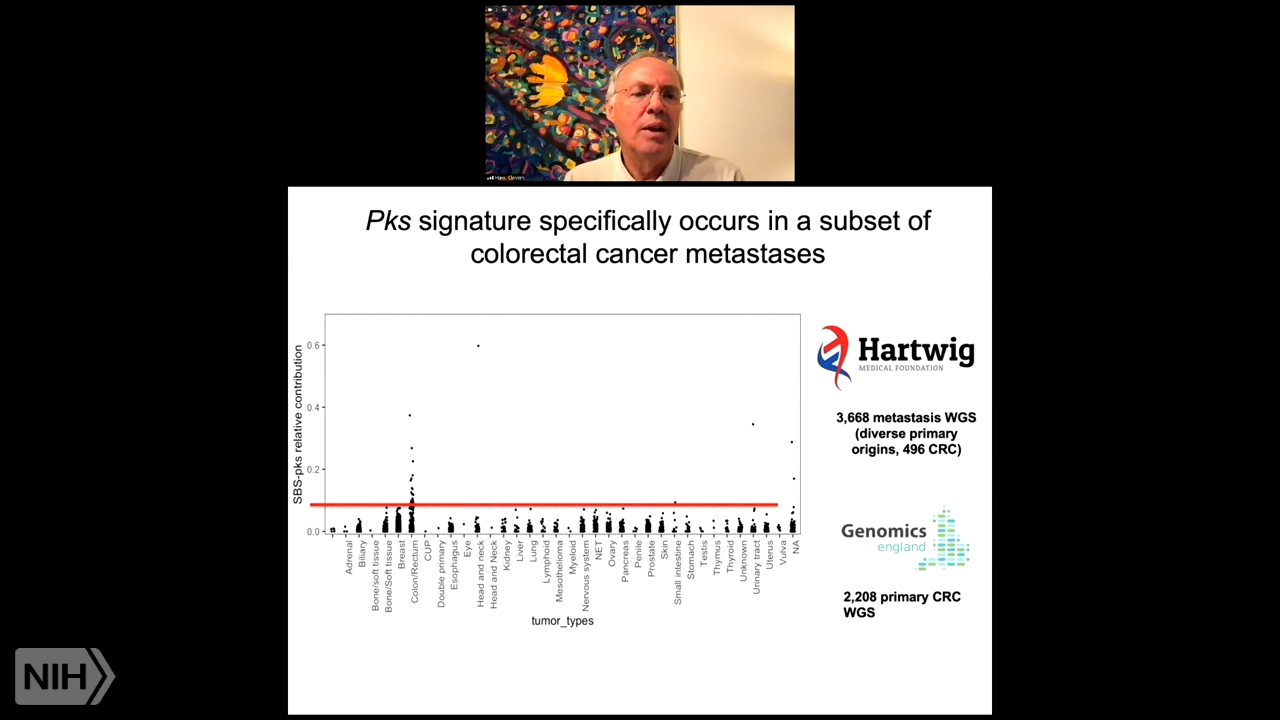 Hans Clevers
Pks signature specifically occurs in a subset of
colorectal cancer metastases
SBS-pks relative contribution
0.6
0.4
0.2
0.0
Adrenal
Biliary
Bone/soft tissue
Bone/Soft tissue
Breast
Colon/Rectum
CUP
Double primary
Esophagus
Eye
Head and neck
Head and Neck
Kidney
Liver
Lung
Lymphoid
Mesothelioma
Myeloid
Nervous system
NET
Ovary
Pancreas
Penile
Prostate
Skin
Small intestine
Stomach
Testis
Thymus
Thyroid
Unknown
Urinary tract
Uterus
Vulva
NA
tumor_types
Hartwig
MEDICAL FOUNDATION
3,668 metastasis WGS
(diverse primary
origins, 496 CRC)
Genomics
england
2,208 primary CRC
WGS
NIH